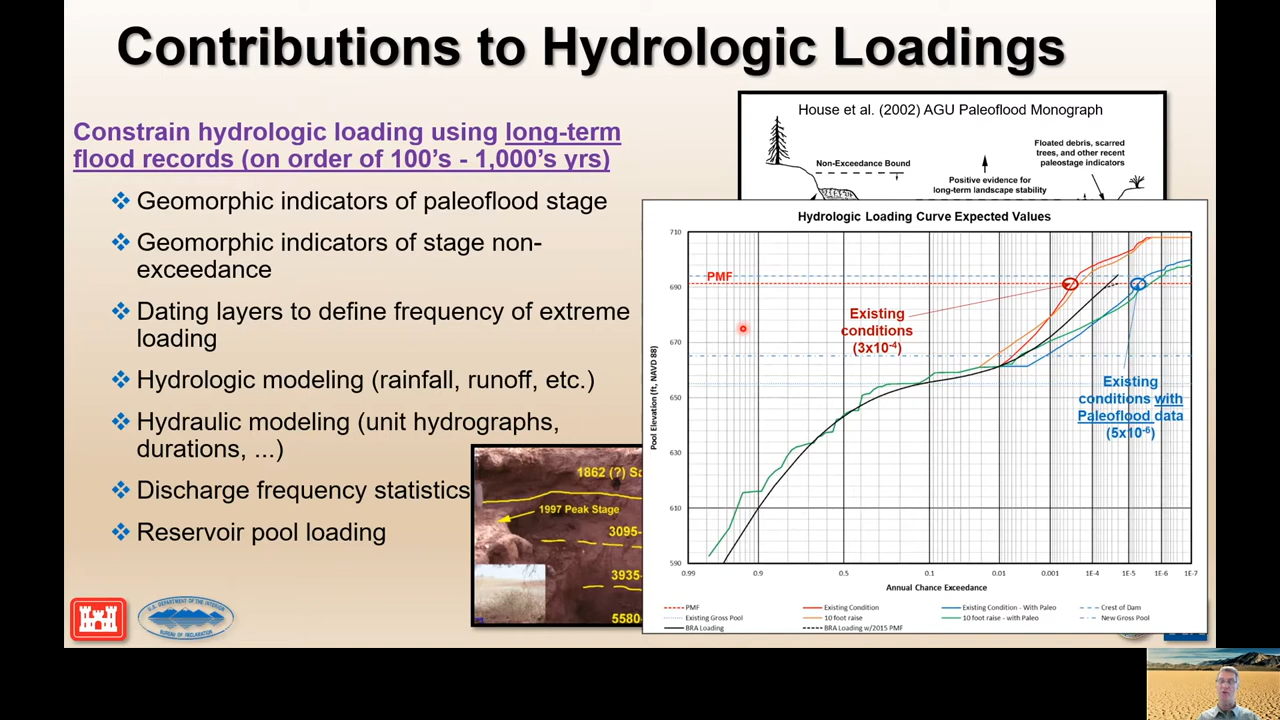 Contributions to Hydrologic Loadings
Constrain hydrologic loading using long-term
flood records (on order of 100's - 1,000's yrs)
Geomorphic indicators of paleoflood stage
Geomorphic indicators of stage non-
exceedance
Dating layers to define frequency of extreme
loading
Hydrologic modeling (rainfall, runoff, etc.)
Hydraulic modeling (unit hydrographs,
durations, ...)
Discharge frequency statistics
Reservoir pool loading
House et al. (2002) AGU Paleoflood Monograph
Non-Exceedance Bound
Floated debris, scarred
trees, and other recent
paleostage indicators
Positive evidence for
long-term landscape stability
Hydrologic Loading Curve Expected Values
710
690
670
650
630
610
590
Pool Elevation (ft, NAVD 88)
PMF
Existing
conditions
(3x10-4)
Existing
conditions with
Paleoflood data
(5x10-6)
0.99
0.9
0.5
0.1
0.01
0.001
1E-4
1E-5
1E-6
1E-7
Annual Chance Exceedance
PMF
Existing Condition
Existing Condition - With Paleo
Crest of Dam
Existing Gross Pool
10 foot raise
10 foot raise - with Paleo
New Gross Pool
BRA Loading
BRA Loading w/2015 PMF
1862 (?) S
1997 Peak Stage
3095-
3935-
5580-
U.S. DEPARTMENT OF THE INTERIOR
BUREAU OF RECLAMATION